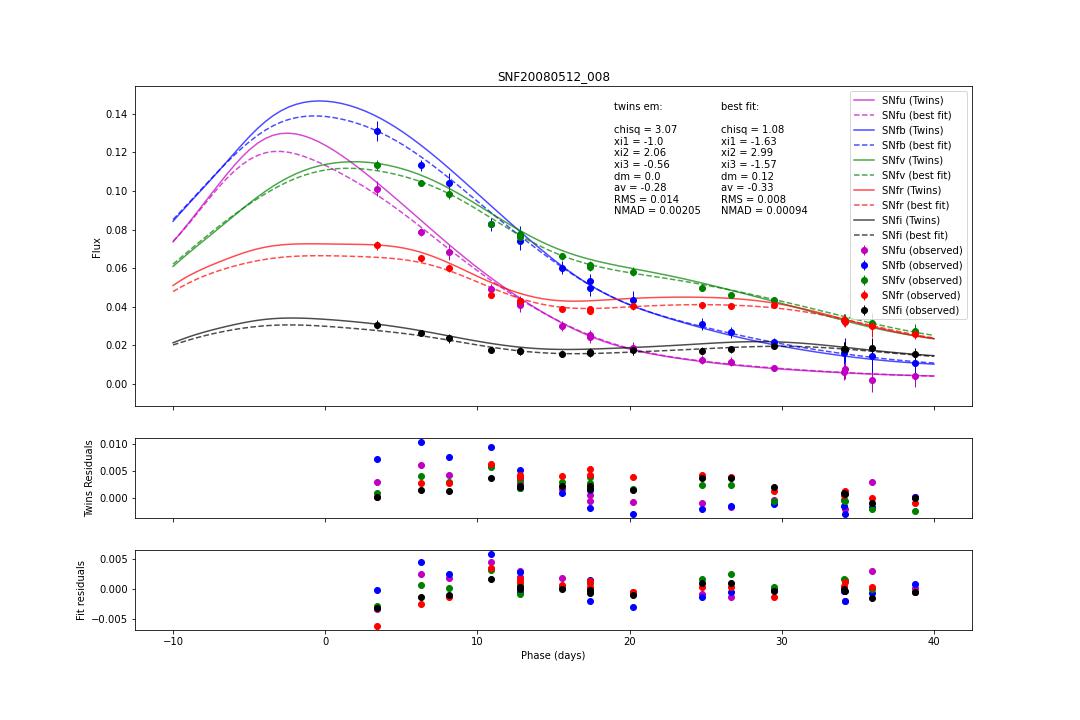 SNF20080512_008
Flux
0.14
0.12
0.10
0.08
0.06
0.04
0.02
0.00
twins em:
chisq = 3.07
xi1 = -1.0
xi2 = 2.06
xi3 = -0.56
dm = 0.0
av = -0.28
RMS = 0.014
NMAD = 0.00205
best fit:
chisq = 1.08
xi1 = -1.63
xi2 = 2.99
xi3 = -1.57
dm = 0.12
av = -0.33
RMS = 0.008
NMAD = 0.00094
SNfu (Twins)
SNfu (best fit)
SNfb (Twins)
SNfb (best fit)
SNfv (Twins)
SNfv (best fit)
SNfr (Twins)
SNfr (best fit)
SNfi (Twins)
SNfi (best fit)
SNfu (observed)
SNfb (observed)
SNfv (observed)
SNfr (observed)
SNfi (observed)
Twins Residuals
0.010
0.005
0.000
Fit residuals
0.005
0.000
−0.005
−10 0 10 20 30 40
Phase (days)